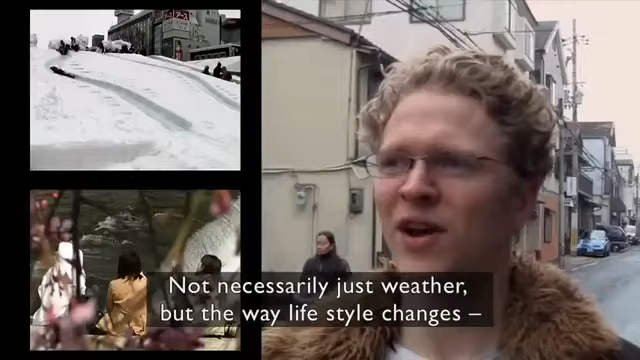 Not necessarily just weather,
but the way life style changes –